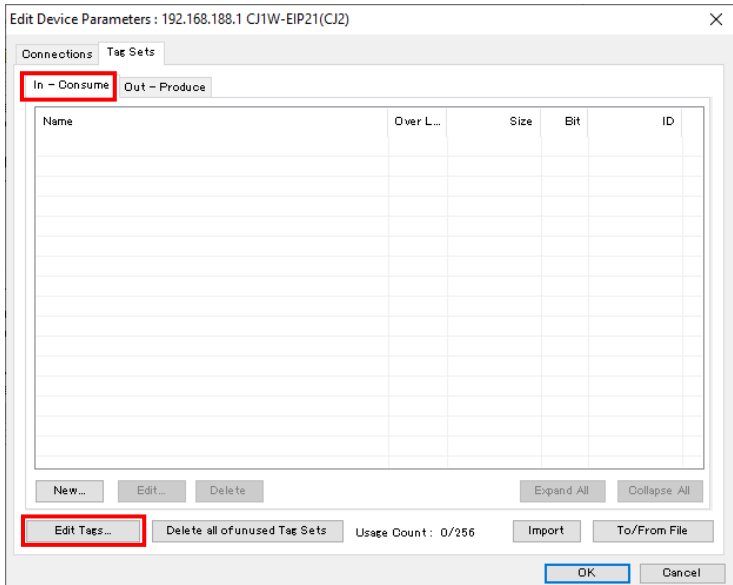 Edit Device Parameters : 192.168.188.1 CJ1W-EIP21(CJ2)
Connections Tag Sets
In - Consume Out - Produce
Name Over L... Size Bit ID
New... Edit... Delete Expand All Collapse All
Edit Tags... Delete all of unused Tag Sets Usage Count : 0/256 Import To/From File
OK Cancel